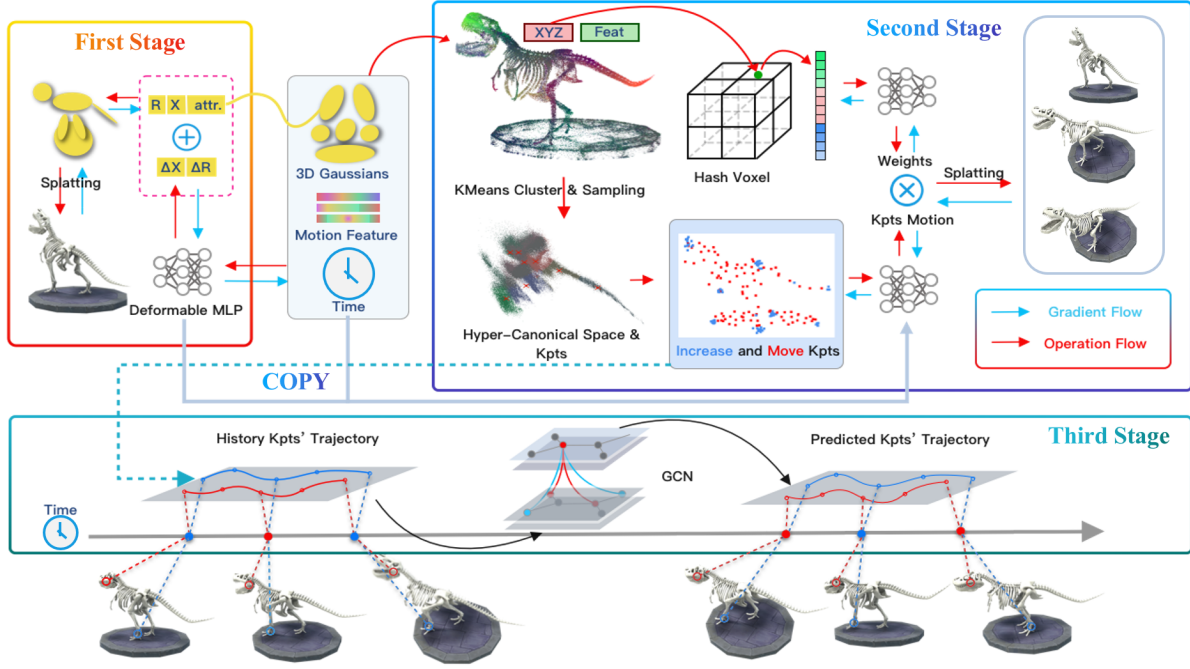 First Stage
R X attr.
ΔX ΔR
Splatting
Deformable MLP
3D Gaussians
Motion Feature
Time
COPY
Second Stage
XYZ Feat
KMeans Cluster & Sampling
Hash Voxel
Weights
Splatting
Kpts Motion
Hyper-Canonical Space &
Kpts
Increase and Move Kpts
Gradient Flow
Operation Flow
Third Stage
History Kpts' Trajectory
GCN
Predicted Kpts' Trajectory
Time